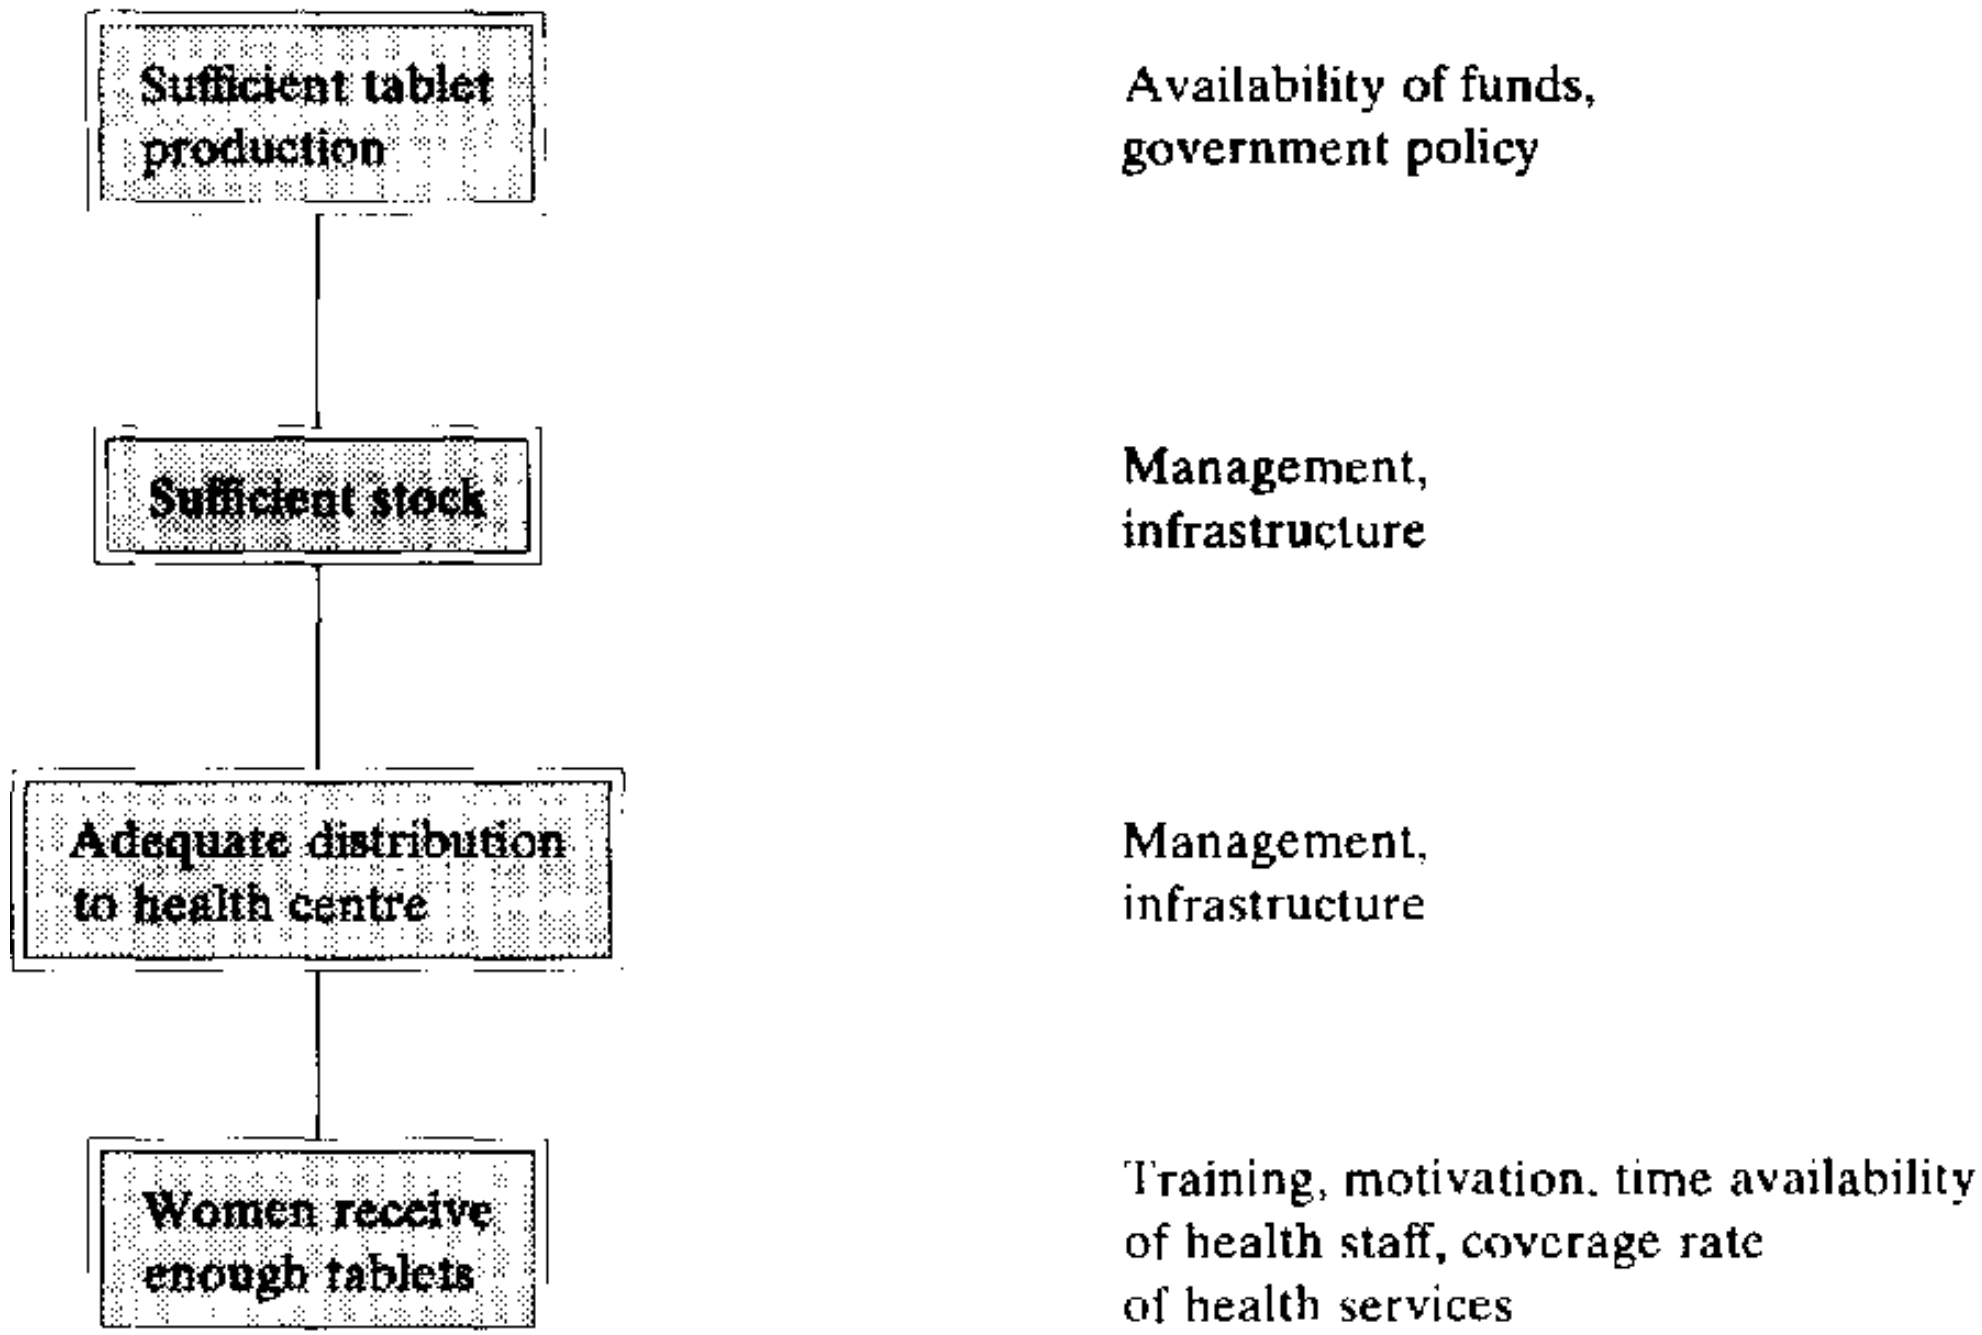 Sufficient tablet
production
Availability of funds,
government policy
Sufficient stock
Management,
infrastructure
Adequate distribution
to health centre
Management,
infrastructure
Women receive
enough tablets
Training, motivation, time availability
of health staff, coverage rate
of health services